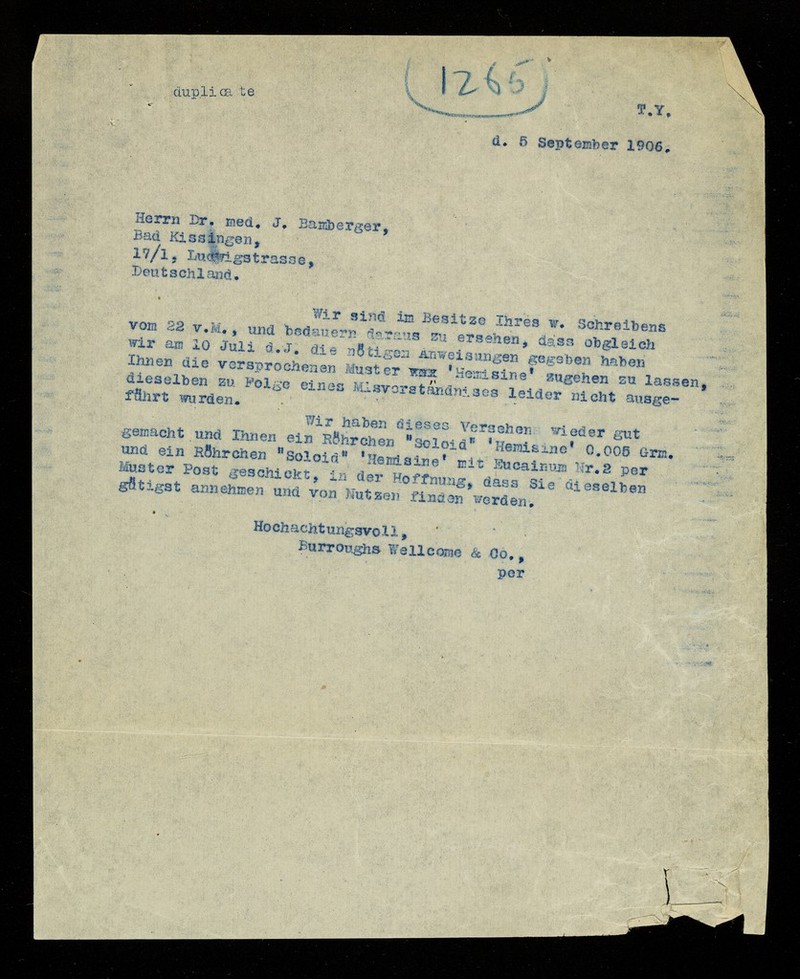 duplicate
1265
T.Y.
d. 5 September 1906.
Herrn Dr. med. J. Bamberger,
Bad Kissingen,
17/1, Ludwigstrasse,
Deutschland.
Wir sind im Besitze Ihres w. Schreibens
vom 22 v.M., und bedauern daraus zu ersehen, dass obgleich
wir am 10 Juli d.J. die nötigen Anweisungen gegeben haben
Ihnen die versprochenen Muster 'Hemisine' zugehen zu lassen,
dieselben zu Folge eines Misverständnises leider nicht ausge-
führt wurden.
Wir haben dieses Versehen wieder gut
gemacht und Ihnen ein Röhrchen "Soloid" 'Hemisine' 0.005 Grm.
und ein Röhrchen "Soloid" 'Hemisine' mit Eucainum Nr.2 per
Muster Post geschickt, in der Hoffnung, dass Sie dieselben
gütigst annehmen und von Nutzen finden werden.
Hochachtungsvoll,
Burroughs Wellcome & Co.,
per